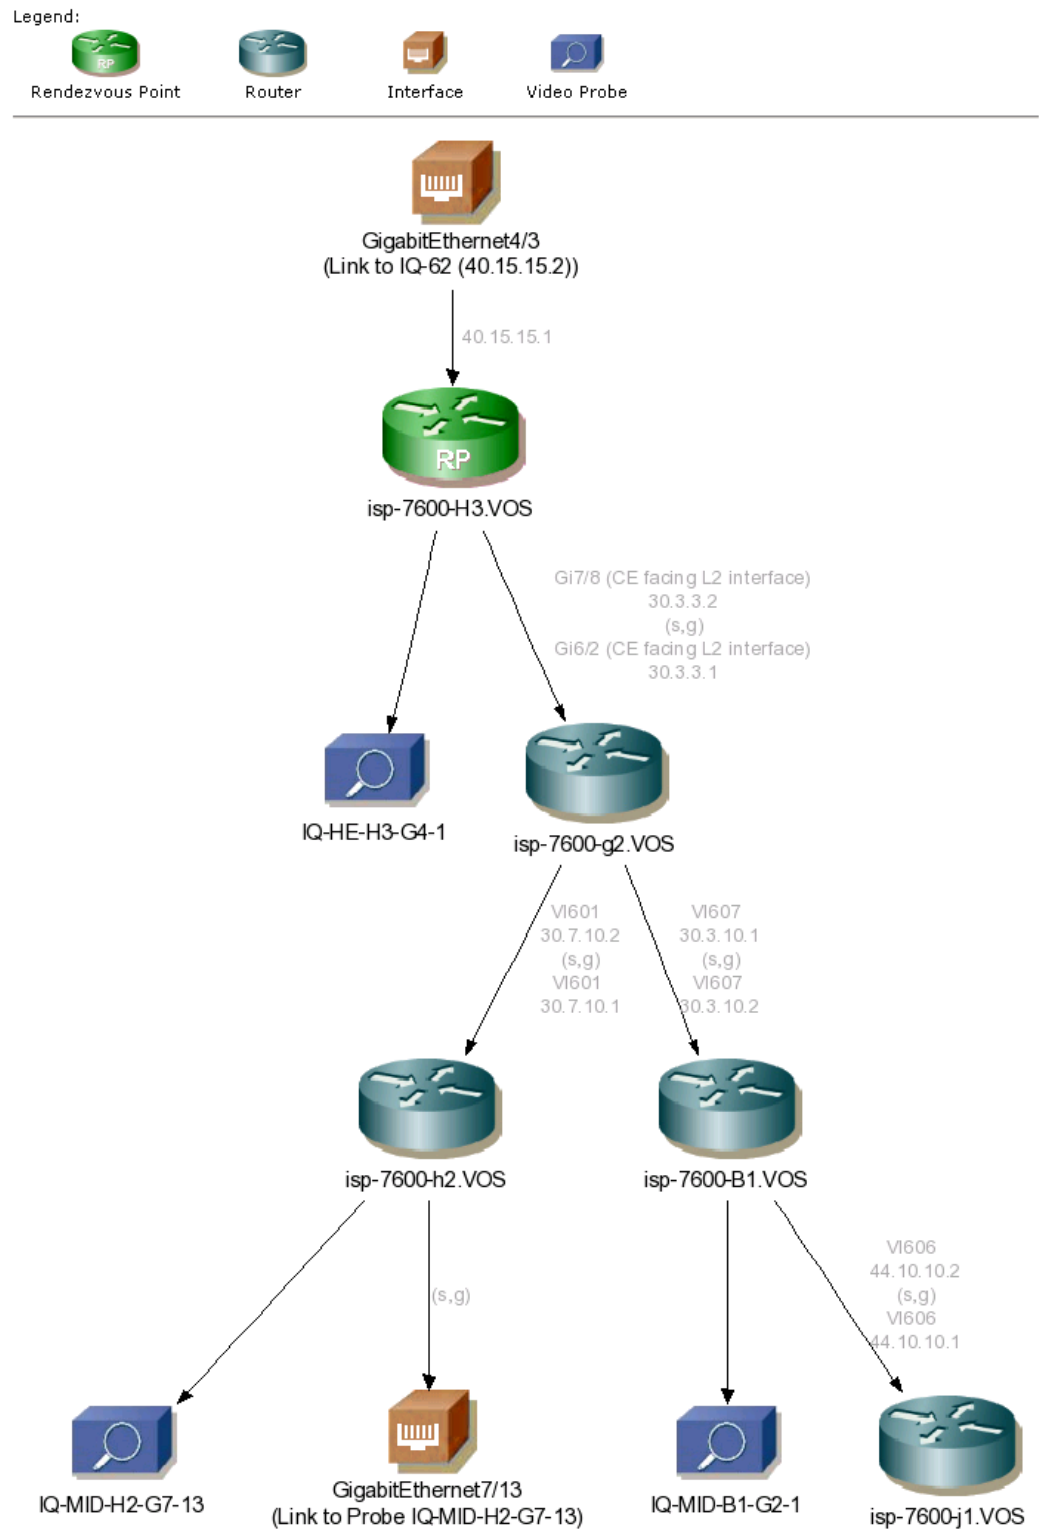 Legend:
RP
Rendezvous Point
Router
Interface
Video Probe
GigabitEthernet4/3
(Link to IQ-62 (40.15.15.2))
40.15.15.1
RP
isp-7600-H3.VOS
Gi7/8 (CE facing L2 interface)
30.3.3.2
(s,g)
Gi6/2 (CE facing L2 interface)
30.3.3.1
IQ-HE-H3-G4-1
isp-7600-g2.VOS
Vl601
30.7.10.2
(s,g)
Vl601
30.7.10.1
Vl607
30.3.10.1
(s,g)
Vl607
30.3.10.2
isp-7600-h2.VOS
isp-7600-B1.VOS
(s,g)
Vl606
44.10.10.2
(s,g)
Vl606
44.10.10.1
IQ-MID-H2-G7-13
GigabitEthernet7/13
(Link to Probe IQ-MID-H2-G7-13)
IQ-MID-B1-G2-1
isp-7600-j1.VOS